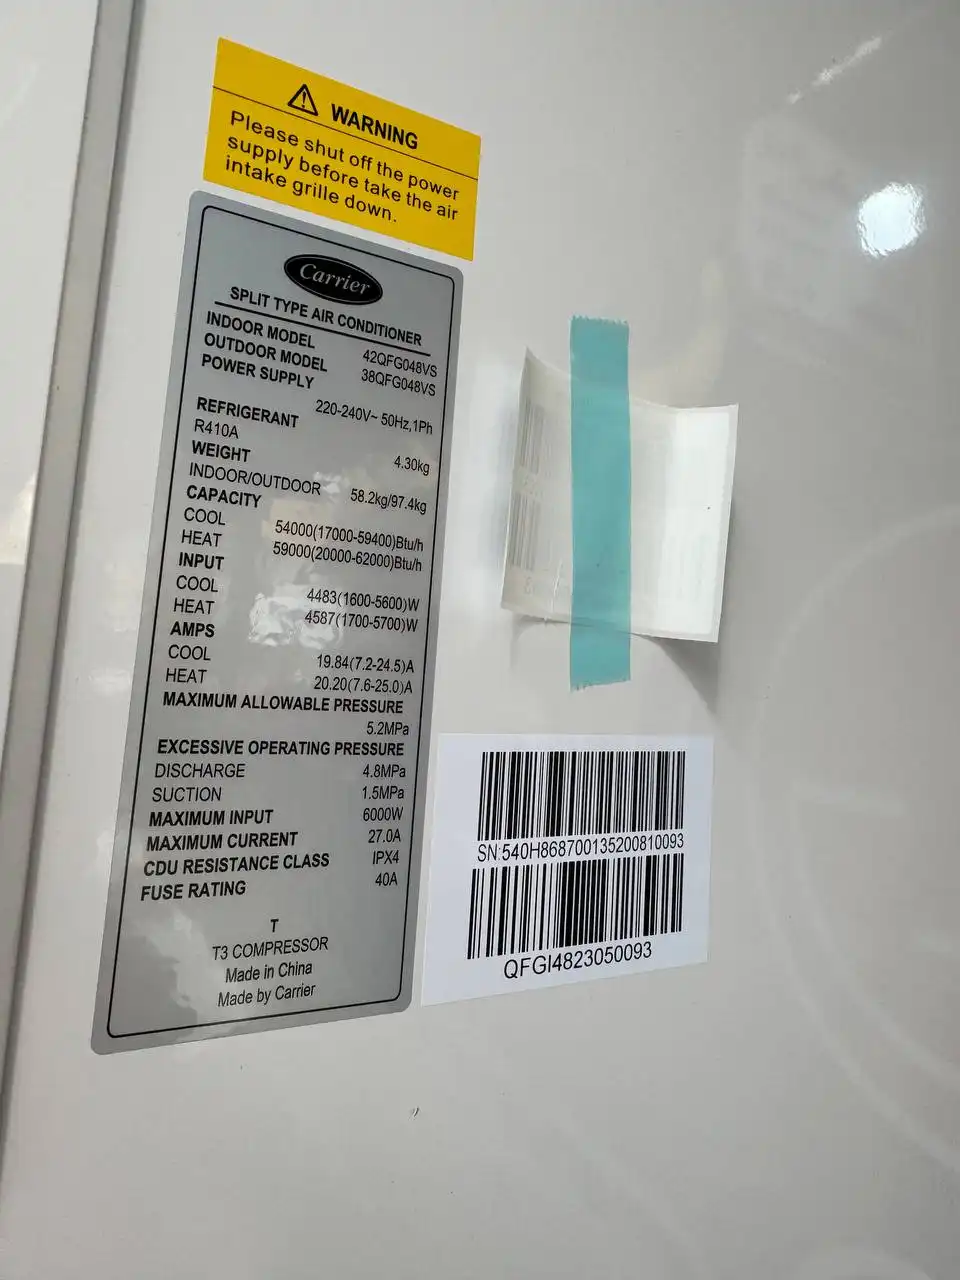 WARNING
Please shut off the power
supply before take the air
intake grille down.
Carrier
SPLIT TYPE AIR CONDITIONER
INDOOR MODEL 42QFG048VS
OUTDOOR MODEL 38QFG048VS
POWER SUPPLY
220-240V~ 50Hz,1Ph
REFRIGERANT
R410A 4.30kg
WEIGHT
INDOOR/OUTDOOR 58.2kg/97.4kg
CAPACITY
COOL 54000(17000-59400)Btu/h
HEAT 59000(20000-62000)Btu/h
INPUT
COOL 4483(1600-5600)W
HEAT 4587(1700-5700)W
AMPS
COOL 19.84(7.2-24.5)A
HEAT 20.20(7.6-25.0)A
MAXIMUM ALLOWABLE PRESSURE
5.2MPa
EXCESSIVE OPERATING PRESSURE
DISCHARGE 4.8MPa
SUCTION 1.5MPa
MAXIMUM INPUT 6000W
MAXIMUM CURRENT 27.0A
CDU RESISTANCE CLASS IPX4
FUSE RATING 40A
T
T3 COMPRESSOR
Made in China
Made by Carrier
SN:540H868700135200810093
QFGI4823050093